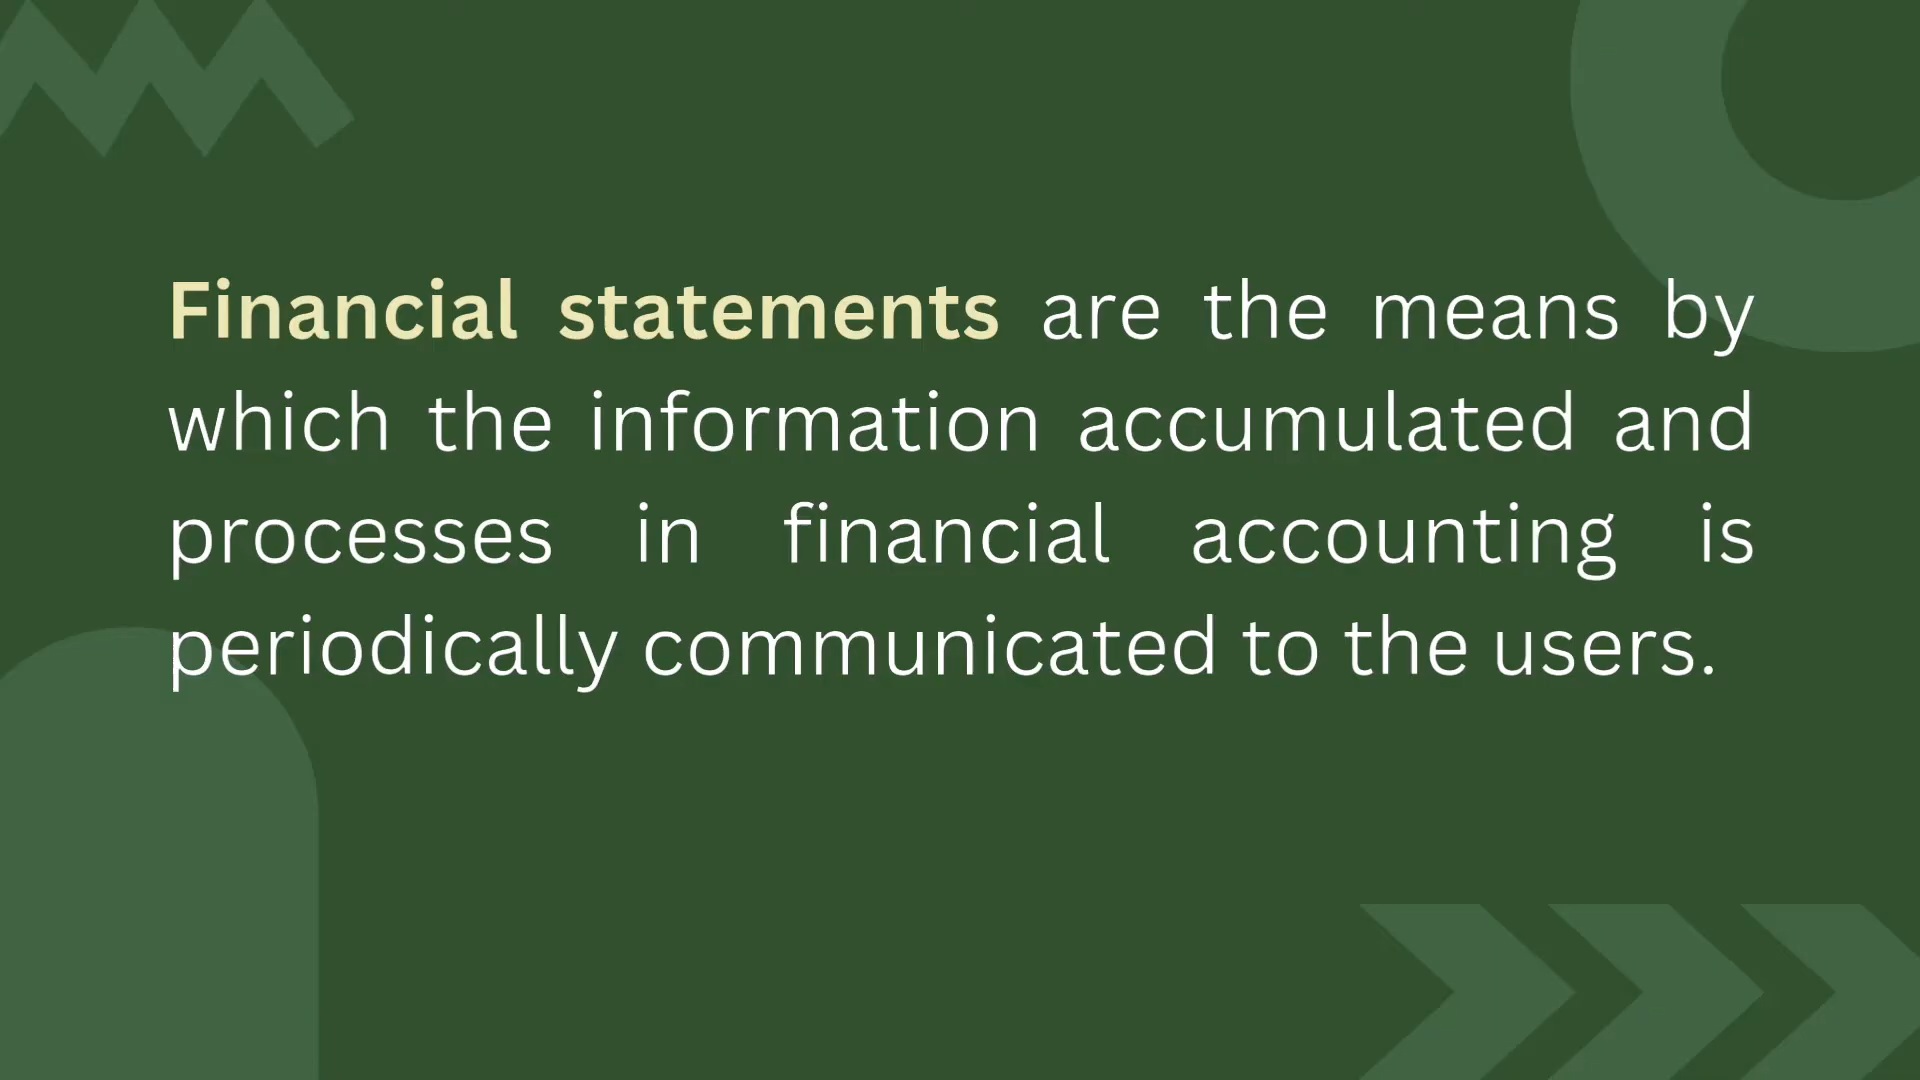 Financial statements are the means by
which the information accumulated and
processes in financial accounting is
periodically communicated to the users.